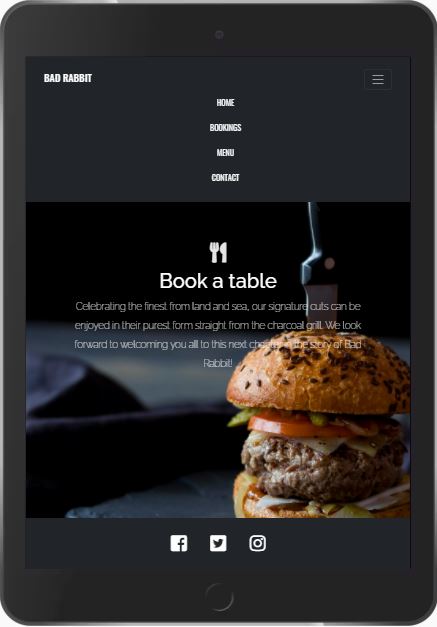 BAD RABBIT
HOME
BOOKINGS
MENU
CONTACT
Book a table
Celebrating the finest from land and sea, our signature cuts can be
enjoyed in their purest form straight from the charcoal grill. We look
forward to welcoming you all to this next chapter in the story of Bad
Rabbit!